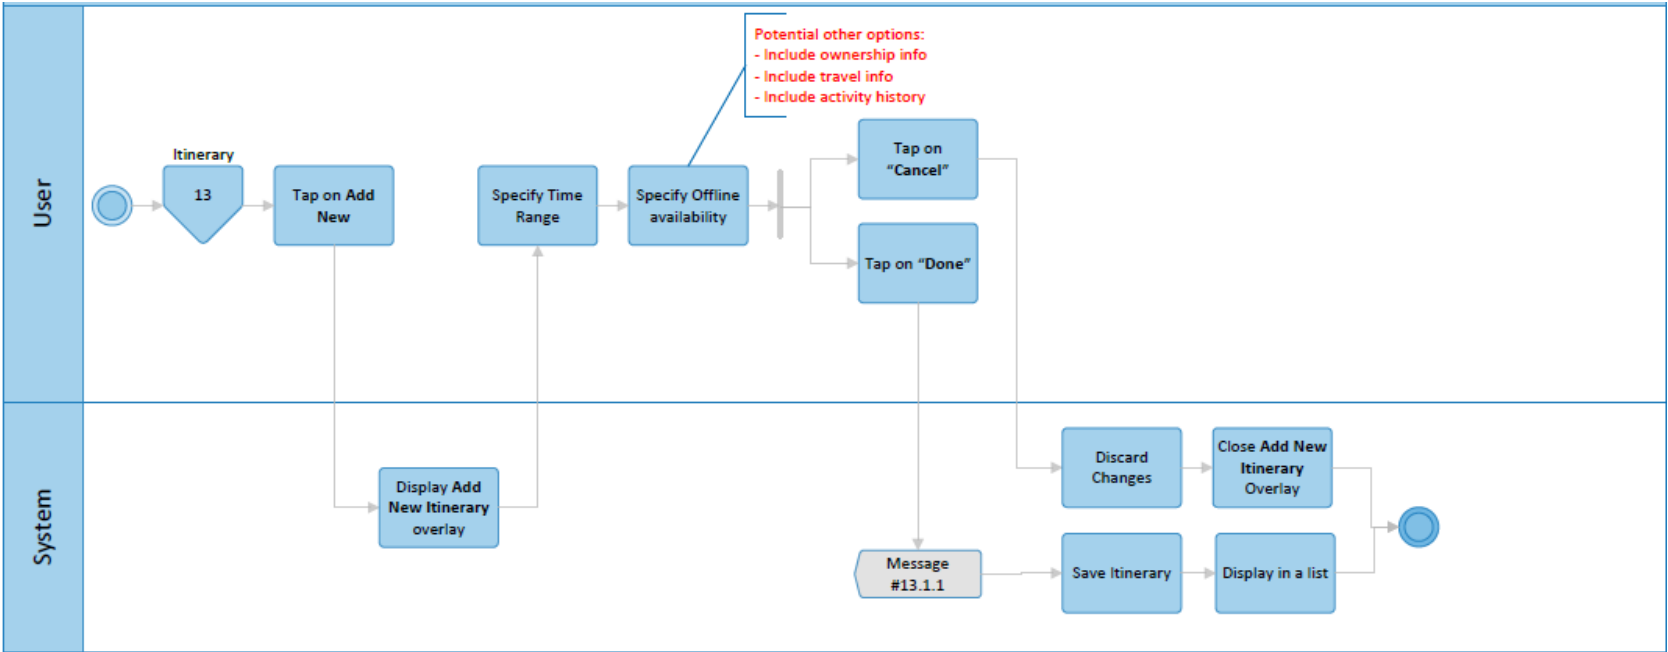 User
Itinerary
13
Tap on Add
New
Specify Time
Range
Specify Offline
availability
Potential other options:
- Include ownership info
- Include travel info
- Include activity history
Tap on
“Cancel”
Tap on “Done”
System
Display Add
New Itinerary
overlay
Message
#13.1.1
Discard
Changes
Close Add New
Itinerary
Overlay
Save Itinerary
Display in a list